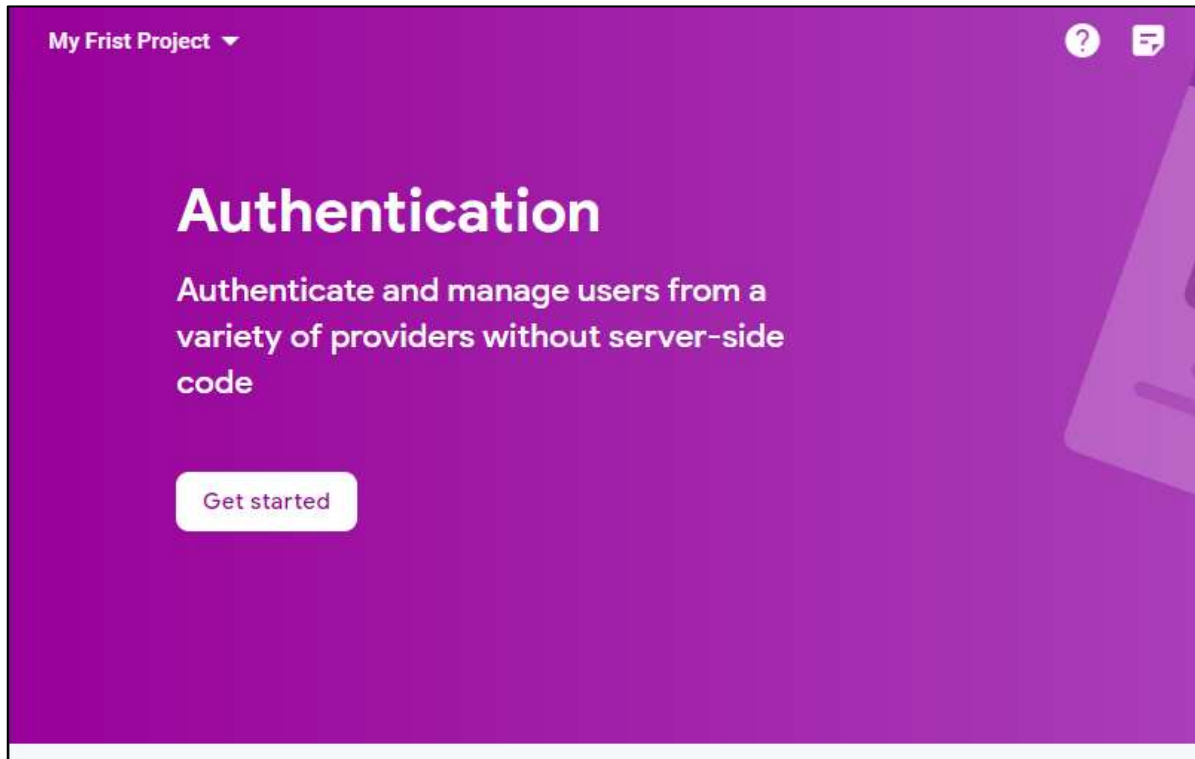 My Frist Project
Authentication
Authenticate and manage users from a
variety of providers without server-side
code
Get started